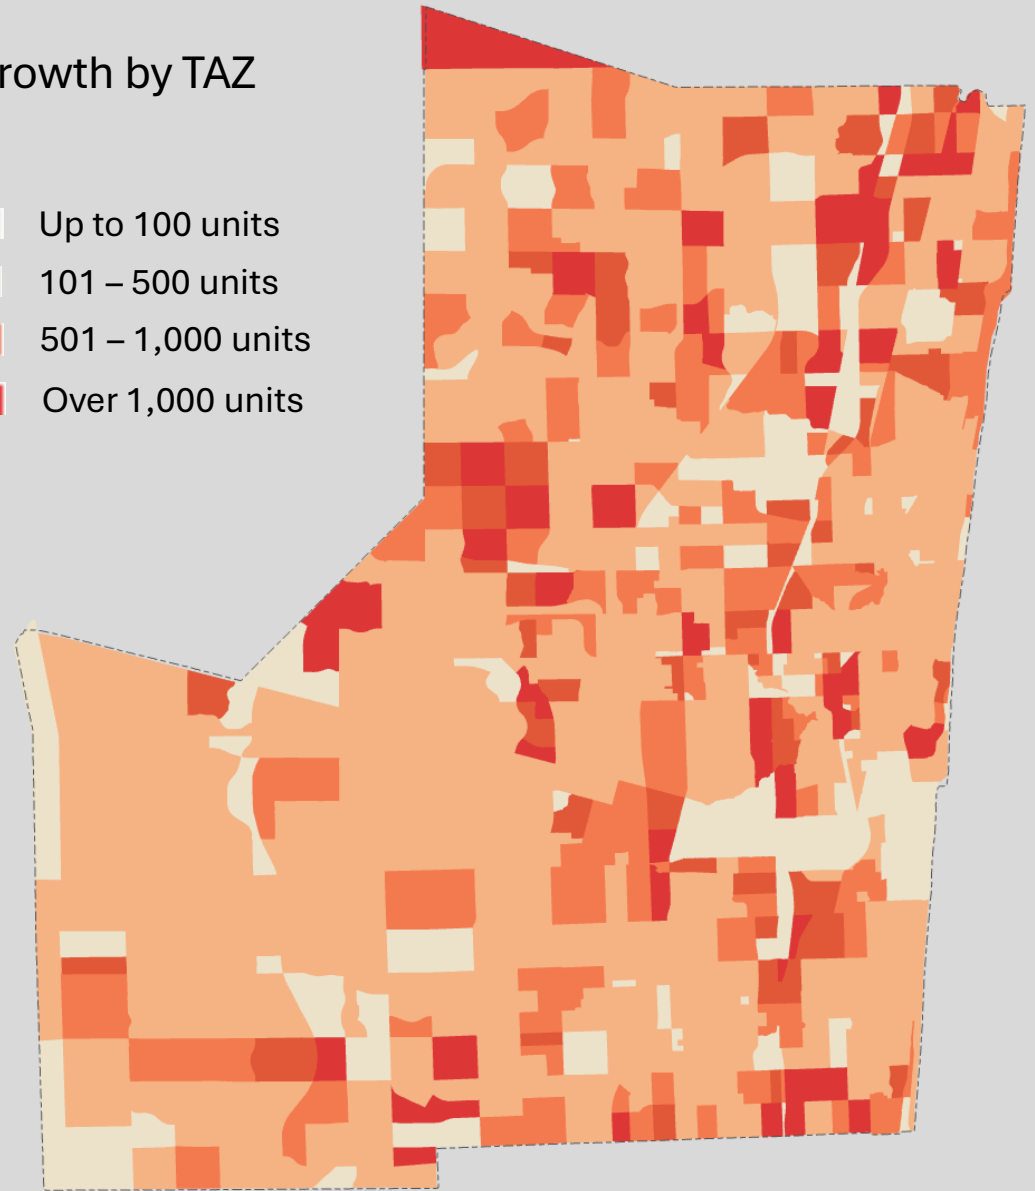 rowth by TAZ
Up to 100 units
101 – 500 units
501 – 1,000 units
Over 1,000 units